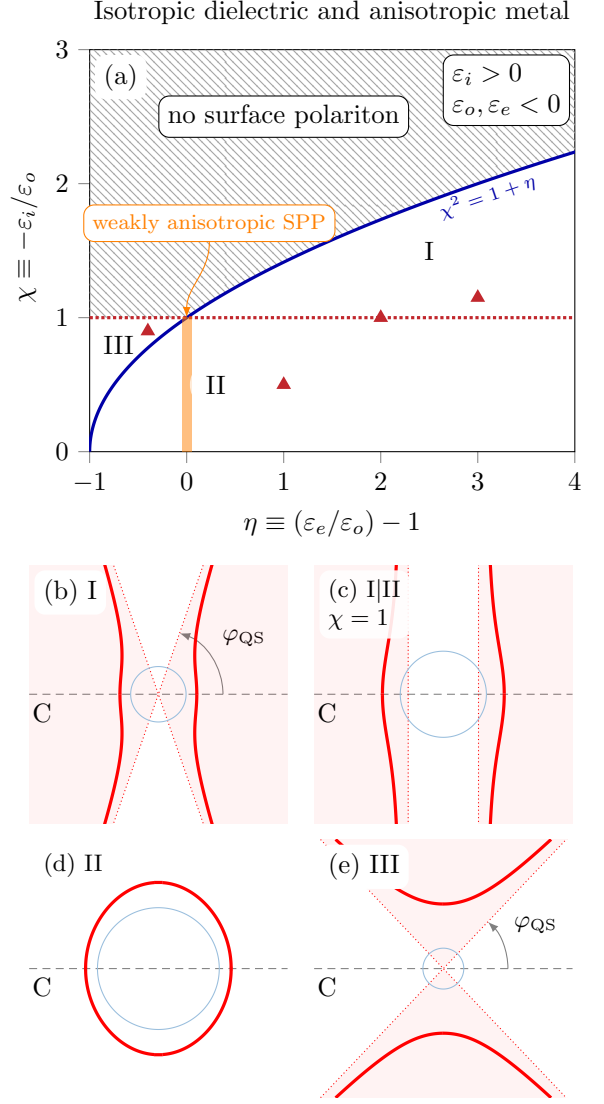 Isotropic dielectric and anisotropic metal
(a)
ε_i > 0
ε_o, ε_e < 0
no surface polariton
χ² = 1 + η
weakly anisotropic SPP
I
III
II
χ ≡ −ε_i/ε_o
3
2
1
0
−1 0 1 2 3 4
η ≡ (ε_e/ε_o) − 1
(b) I
φ_QS
C
(c) I|II
χ = 1
C
(d) II
C
(e) III
φ_QS
C